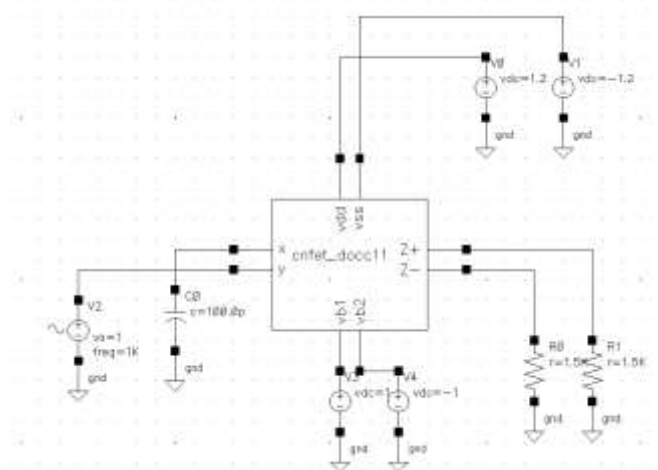 V0
vdc=1.2
gnd
V1
vdc=-1.2
gnd
vdd
vss
x
y
cnfet_docc11
Z+
Z-
vb1
vb2
C0
c=100.0p
gnd
V2
va=1
freq=1K
gnd
vdc=1
gnd
V4
vdc=-1
gnd
R0
r=1.5K
gnd
R1
r=1.5K
gnd